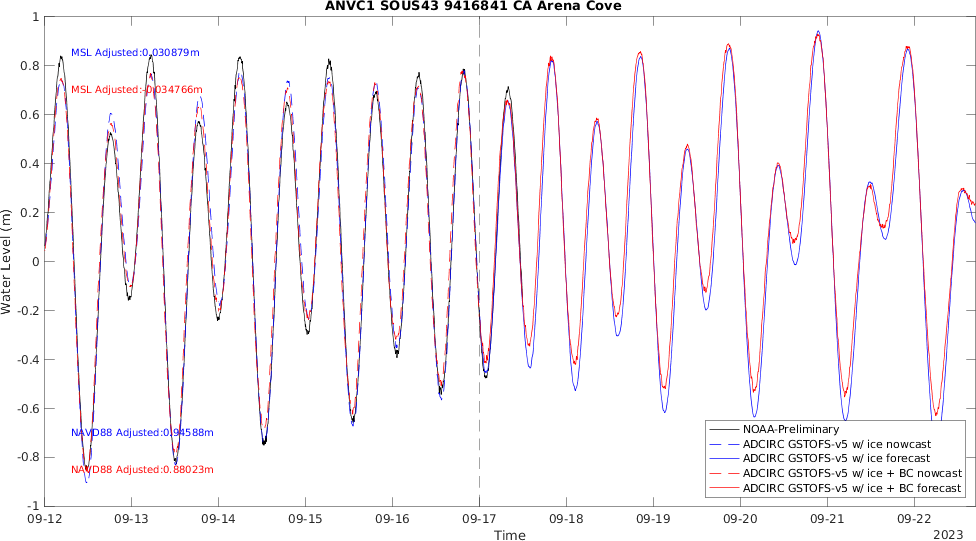 ANVC1 SOUS43 9416841 CA Arena Cove
Water Level (m)
1
0.8
0.6
0.4
0.2
0
-0.2
-0.4
-0.6
-0.8
-1
MSL Adjusted:0.030879m
MSL Adjusted:-0.034766m
NAVD88 Adjusted:0.94588m
NAVD88 Adjusted:0.88023m
NOAA-Preliminary
ADCIRC GSTOFS-v5 w/ ice nowcast
ADCIRC GSTOFS-v5 w/ ice forecast
ADCIRC GSTOFS-v5 w/ ice + BC nowcast
ADCIRC GSTOFS-v5 w/ ice + BC forecast
09-12 09-13 09-14 09-15 09-16 09-17 09-18 09-19 09-20 09-21 09-22
Time
2023